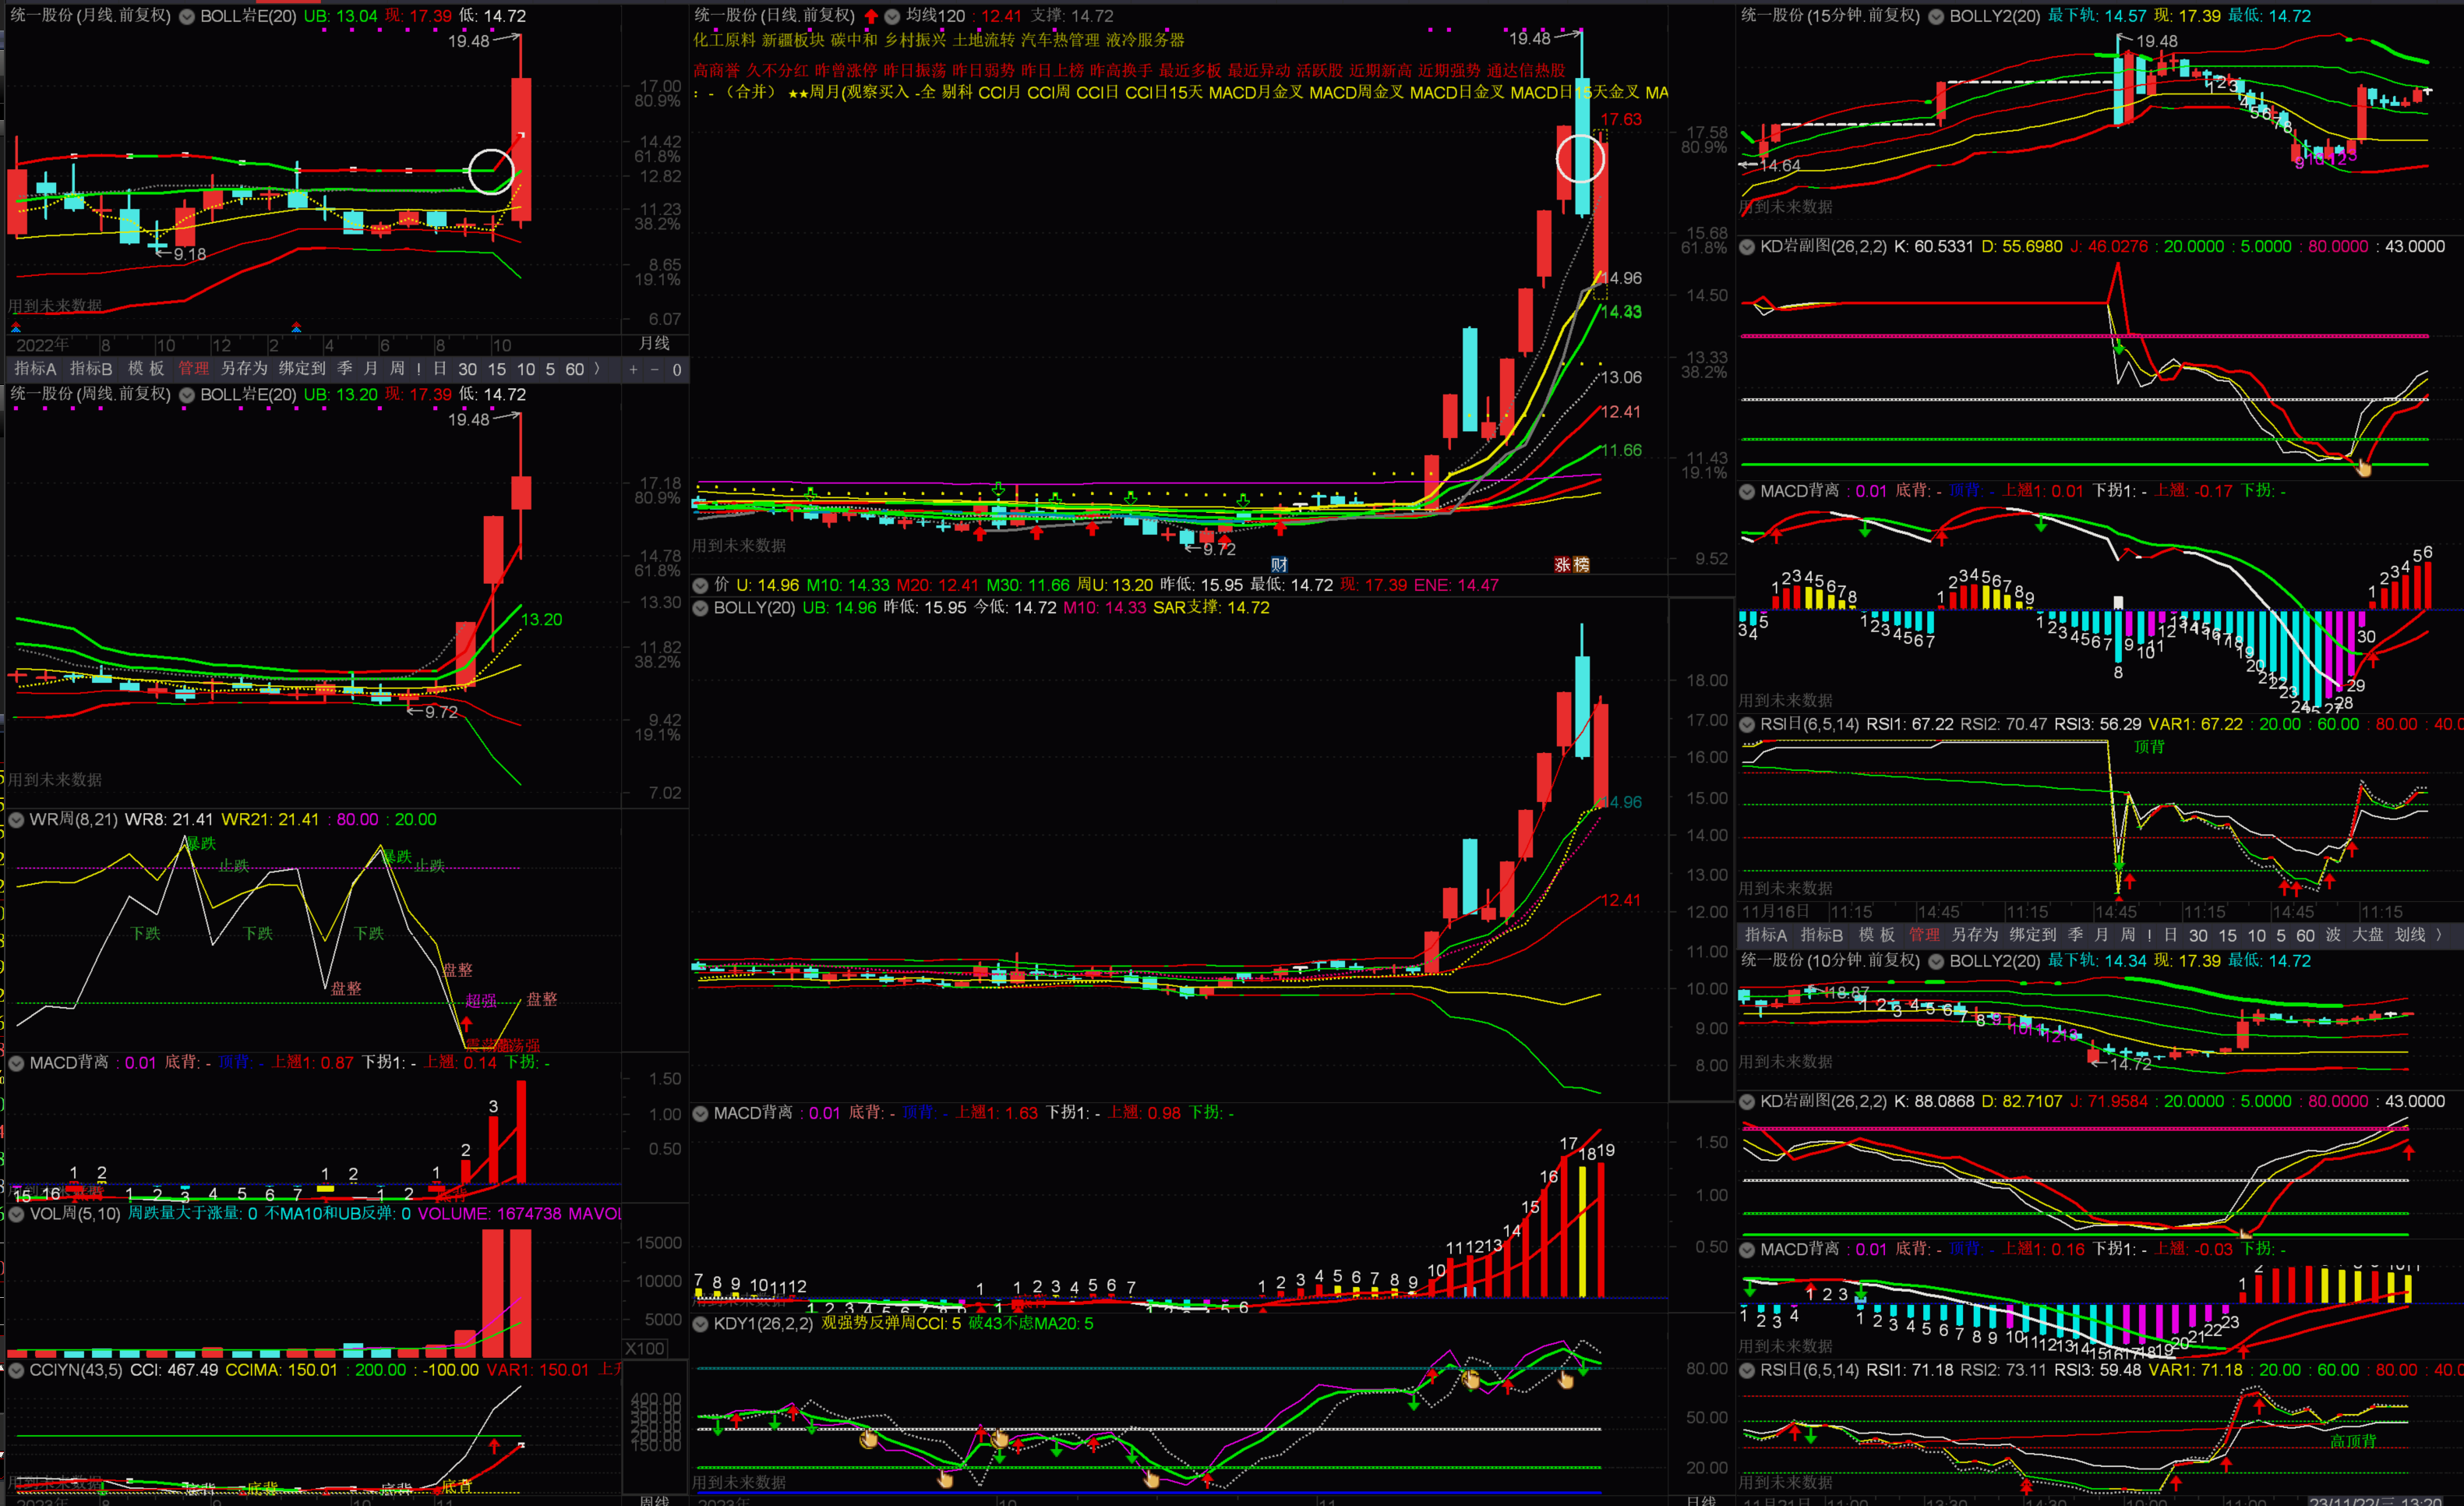 统一股份(月线.前复权) BOLL岩E(20) UB: 13.04 现: 17.39 低: 14.72
19.48
17.00
80.9%
14.42
61.8%
12.82
11.23
38.2%
9.18
8.65
19.1%
用到未来数据
6.07
2022年 8 10 12 2 4 6 8 10 月线
指标A 指标B 模 板 管理 另存为 绑定到 季 月 周 ! 日 30 15 10 5 60 〉 + - 0
统一股份(周线.前复权) BOLL岩E(20) UB: 13.20 现: 17.39 低: 14.72
19.48
17.18
80.9%
14.78
61.8%
13.30
13.20
11.82
38.2%
9.72
9.42
19.1%
用到未来数据
7.02
WR周(8,21) WR8: 21.41 WR21: 21.41 : 80.00 : 20.00
暴跌 止跌 暴跌 止跌
下跌 下跌 下跌
盘整 盘整
超强 盘整
MACD背离 : 0.01 底背: - 顶背: - 上翘1: 0.87 下拐1: - 上翘: 0.14 下拐: -
1.50
1.00
0.50
3
2
1 2 1 2 1
15 16 1 2 3 4 5 6 7 1 2
VOL周(5,10) 周跌量大于涨量: 0 不MA10和UB反弹: 0 VOLUME: 1674738 MAVOL
15000
10000
5000
X100
CCIYN(43,5) CCI: 467.49 CCIMA: 150.01 : 200.00 : -100.00 VAR1: 150.01
400.00
150.00
用到未来数据
底背 底背 底背 底背
统一股份(日线.前复权) 均线120 : 12.41 支撑: 14.72
化工原料 新疆板块 碳中和 乡村振兴 土地流转 汽车热管理 液冷服务器
19.48
高商誉 久不分红 昨曾涨停 昨日振荡 昨日弱势 昨日上榜 昨高换手 最近多板 最近异动 活跃股 近期新高 近期强势 通达信热股
: - (合并) ★★周月(观察买入 -全 剔科 CCI月 CCI周 CCI日 CCI日15天 MACD月金叉 MACD周金叉 MACD日金叉 MACD日15天金叉 MA
17.63
17.58
80.9%
15.68
61.8%
14.96
14.50
14.33
13.33
38.2%
13.06
12.41
11.66
11.43
19.1%
9.72
9.52
用到未来数据
财 涨 榜
价 U: 14.96 M10: 14.33 M20: 12.41 M30: 11.66 周U: 13.20 昨低: 15.95 最低: 14.72 现: 17.39 ENE: 14.47
BOLLY(20) UB: 14.96 昨低: 15.95 今低: 14.72 M10: 14.33 SAR支撑: 14.72
18.00
17.00
16.00
15.00
14.96
14.00
13.00
12.41
12.00
11.00
10.00
9.00
8.00
MACD背离 : 0.01 底背: - 顶背: - 上翘1: 1.63 下拐1: - 上翘: 0.98 下拐: -
1.50
1.00
0.50
7 8 9 10 11 12 1 1 2 3 4 5 6 7 1 2 3 4 5 6 7 8 9 10 11 12 13 14 15 16 17 18 19
KDY1(26,2,2) 观强势反弹周CCI: 5 破43不虑MA20: 5
80.00
50.00
20.00
用到未来数据
统一股份(15分钟.前复权) BOLLY2(20) 最下轨: 14.57 现: 17.39 最低: 14.72
19.48
14.64
用到未来数据
KD岩副图(26,2,2) K: 60.5331 D: 55.6980 J: 46.0276 : 20.0000 : 5.0000 : 80.0000 : 43.0000
MACD背离 : 0.01 底背: - 顶背: - 上翘1: 0.01 下拐1: - 上翘: -0.17 下拐: -
用到未来数据
RSI日(6,5,14) RSI1: 67.22 RSI2: 70.47 RSI3: 56.29 VAR1: 67.22 : 20.00 : 60.00 : 80.00 : 40.0
顶背
用到未来数据
11月16日 11:15 14:45 11:15 14:45 11:15 14:45 11:15
指标A 指标B 模 板 管理 另存为 绑定到 季 月 周 ! 日 30 15 10 5 60 波 大盘 划线 〉
统一股份(10分钟.前复权) BOLLY2(20) 最下轨: 14.34 现: 17.39 最低: 14.72
18.87
14.72
用到未来数据
KD岩副图(26,2,2) K: 88.0868 D: 82.7107 J: 71.9584 : 20.0000 : 5.0000 : 80.0000 : 43.0000
MACD背离 : 0.01 底背: - 顶背: - 上翘1: 0.16 下拐1: - 上翘: -0.03 下拐: -
用到未来数据
RSI日(6,5,14) RSI1: 71.18 RSI2: 73.11 RSI3: 59.48 VAR1: 71.18 : 20.00 : 60.00 : 80.00 : 40.0
高顶背
用到未来数据